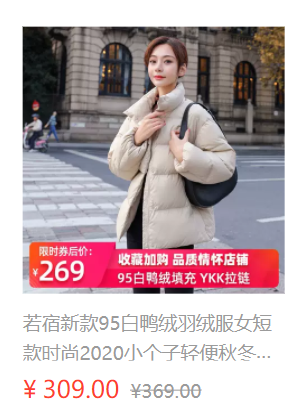 限时券后价：
¥269
收藏加购 品质情怀店铺
95白鸭绒填充 YKK拉链
若宿新款95白鸭绒羽绒服女短
款时尚2020小个子轻便秋冬...
¥ 309.00 ¥369.00